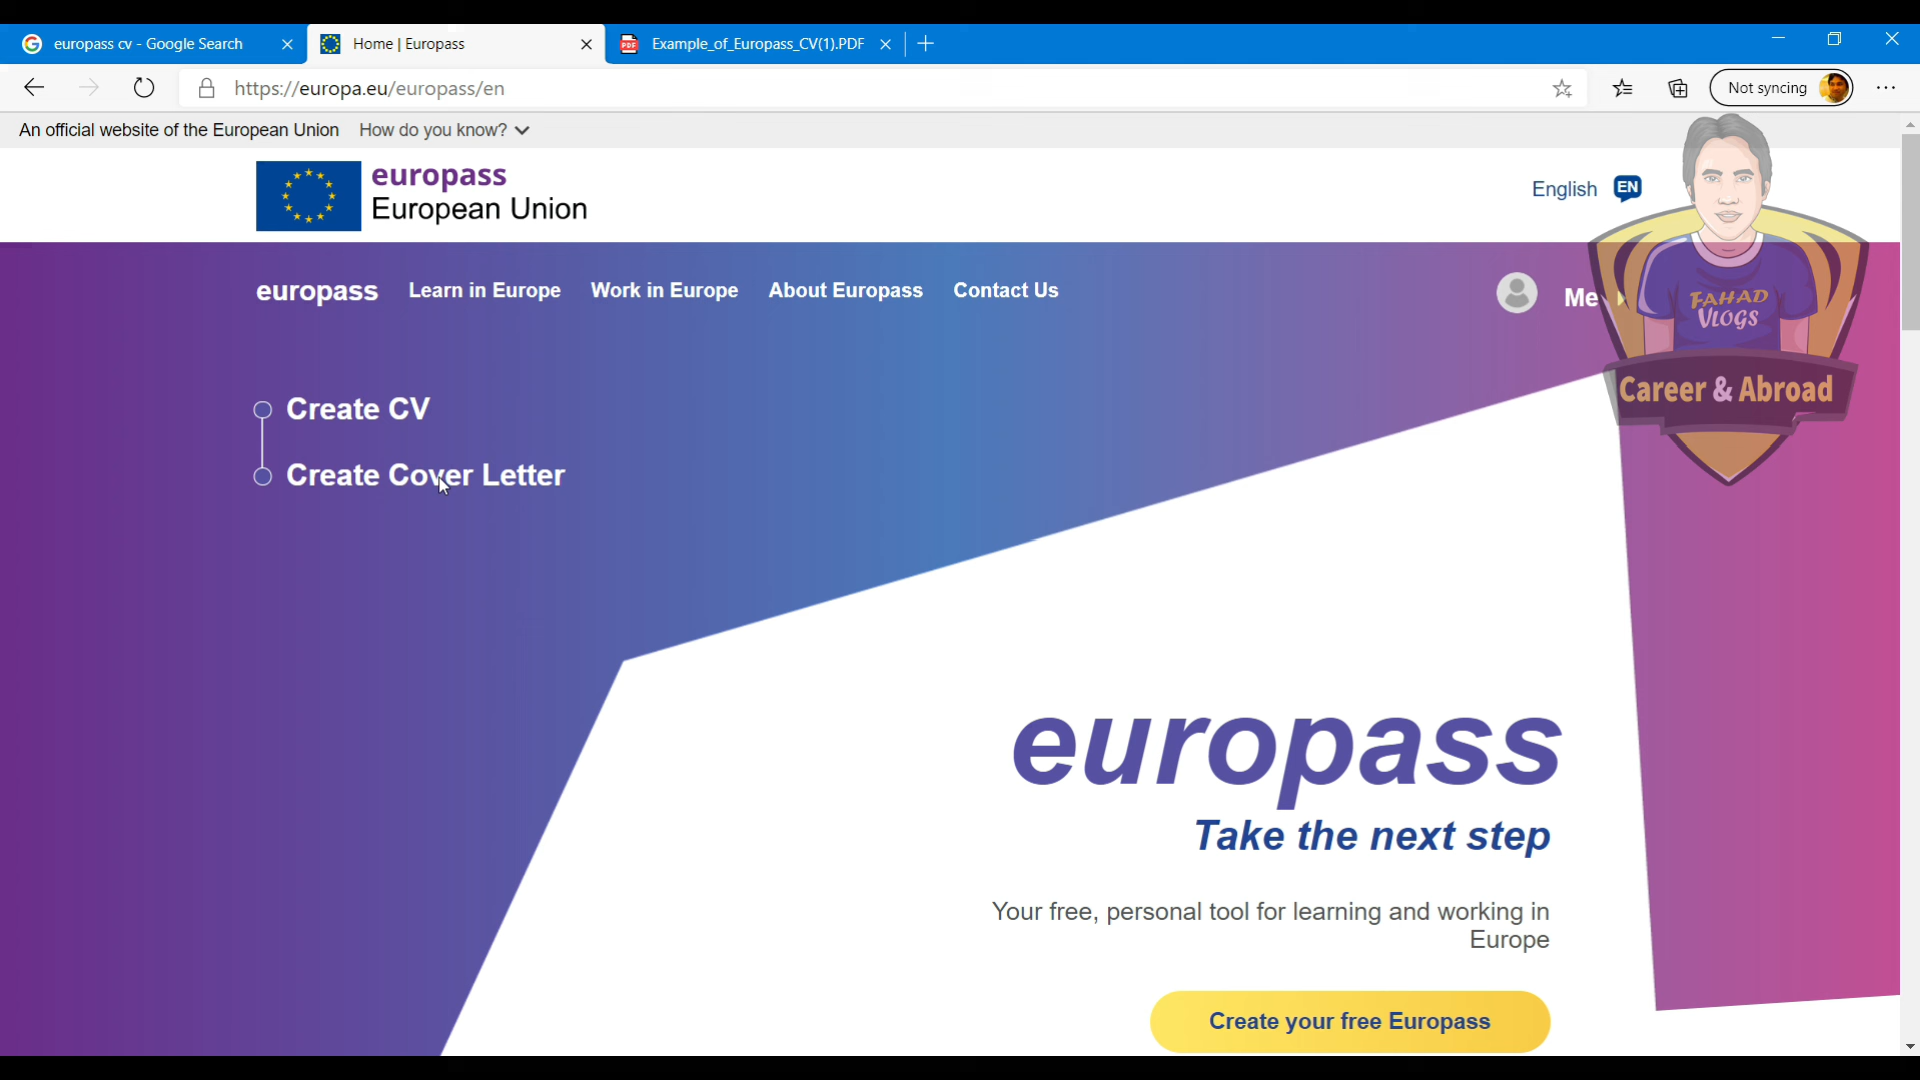 europass cv - Google Search
Home | Europass
PDF
Example_of_Europass_CV(1).PDF
https://europa.eu/europass/en
Not syncing
An official website of the European Union How do you know?
europass
European Union
English EN
europass Learn in Europe Work in Europe About Europass Contact Us
Me
FAHAD
VLOGS
Career & Abroad
Create CV
Create Cover Letter
europass
Take the next step
Your free, personal tool for learning and working in
Europe
Create your free Europass